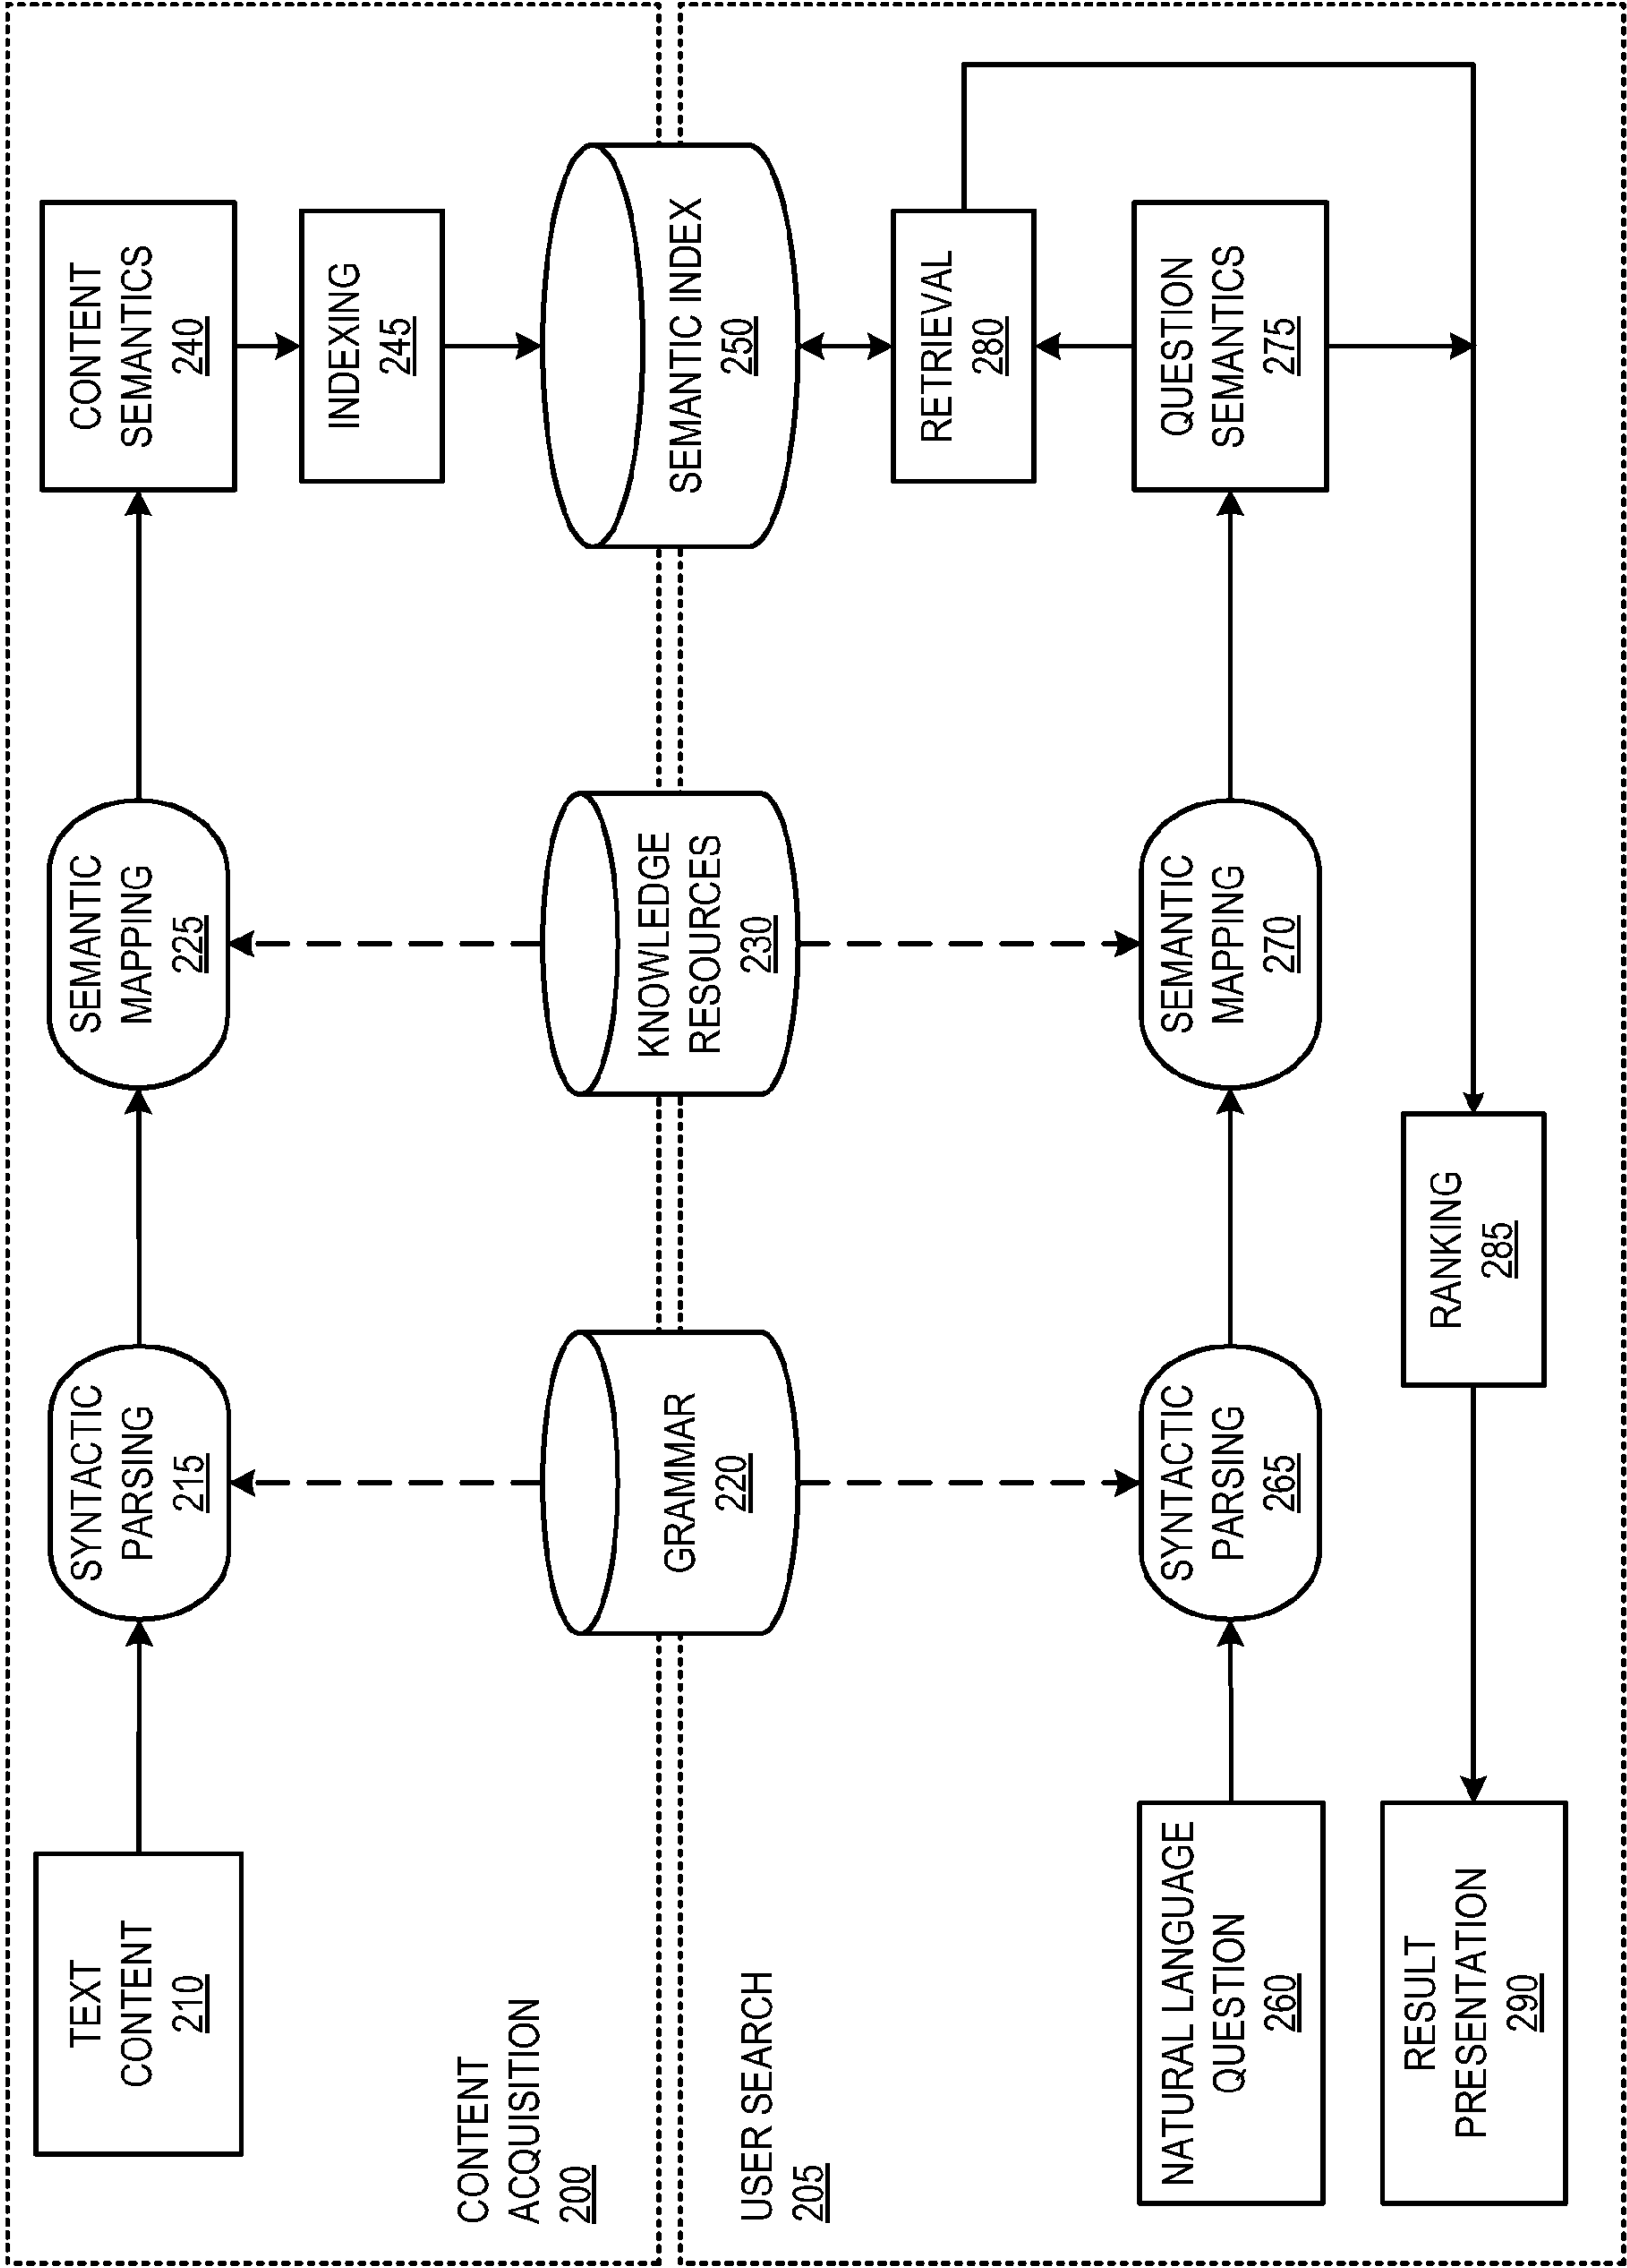 TEXT
CONTENT
210
SYNTACTIC
PARSING
215
SEMANTIC
MAPPING
225
CONTENT
SEMANTICS
240
INDEXING
245
CONTENT
ACQUISITION
200
GRAMMAR
220
KNOWLEDGE
RESOURCES
230
SEMANTIC INDEX
250
USER SEARCH
205
RETRIEVAL
280
NATURAL LANGUAGE
QUESTION
260
SYNTACTIC
PARSING
265
SEMANTIC
MAPPING
270
QUESTION
SEMANTICS
275
RESULT
PRESENTATION
290
RANKING
285